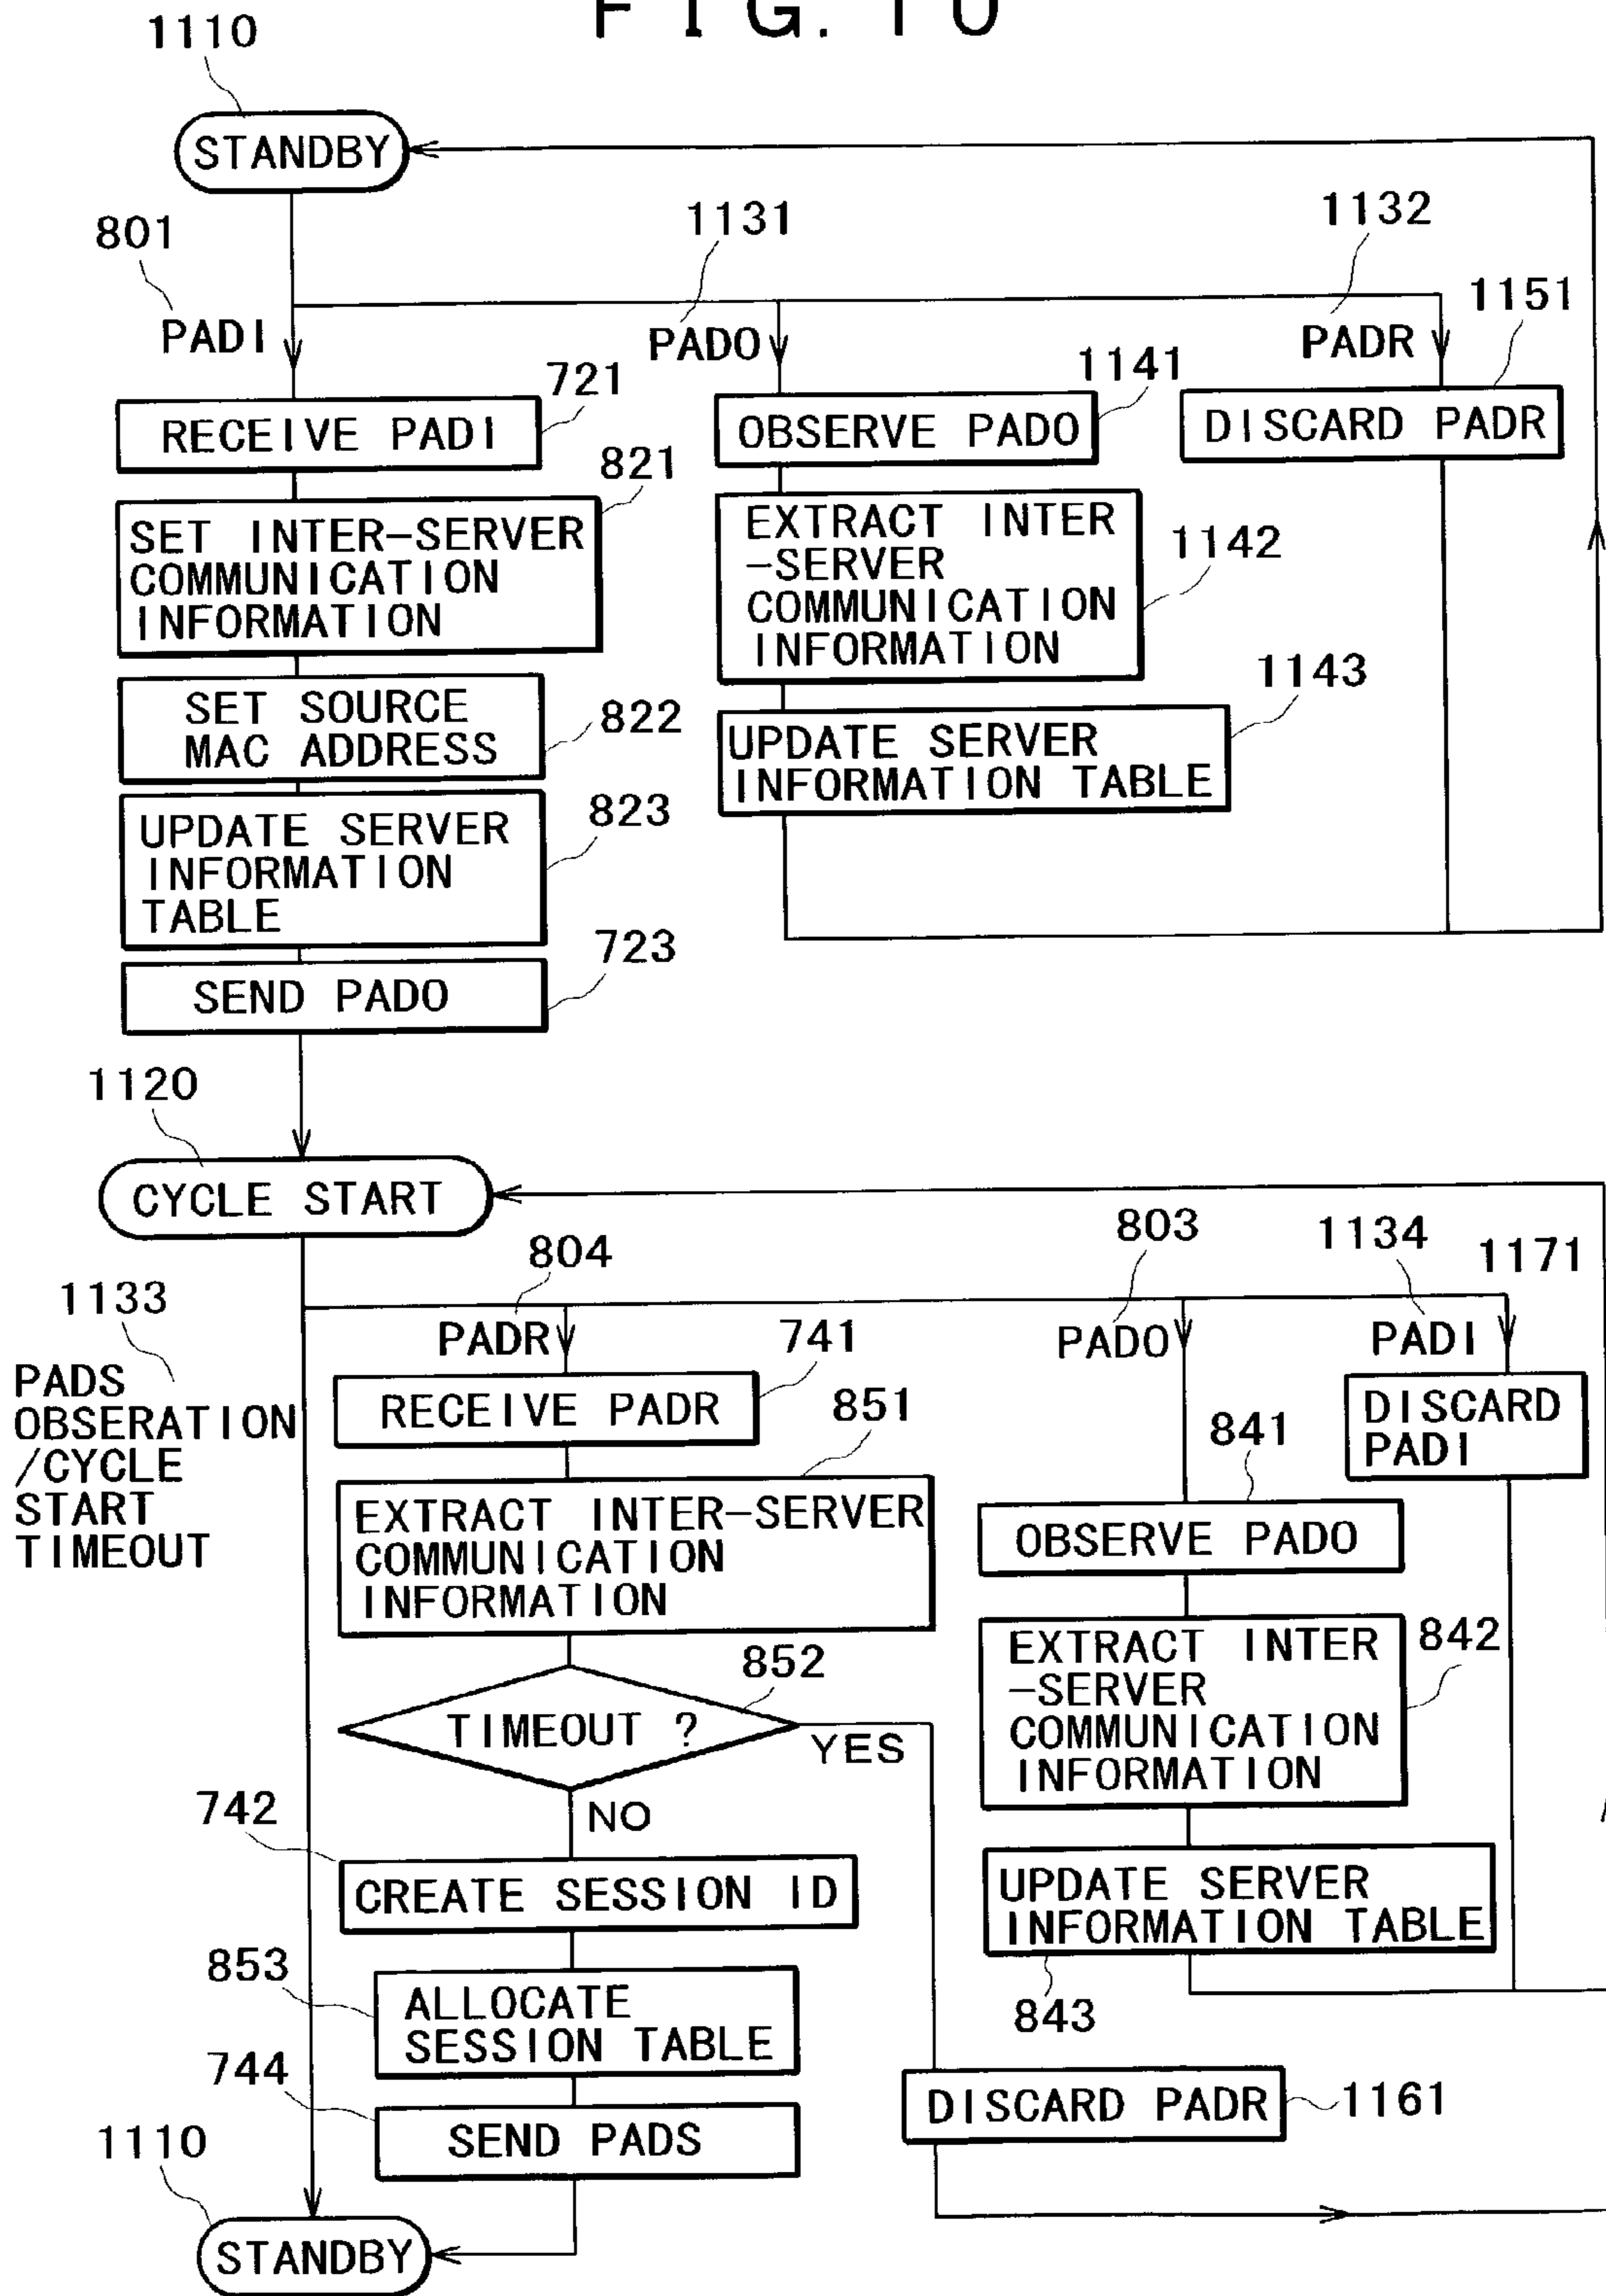 FIG. 10
1110
STANDBY
801
PADI
1131
PADO
1132
PADR
1151
721
RECEIVE PADI
1141
OBSERVE PADO
DISCARD PADR
821
SET INTER-SERVER
COMMUNICATION
INFORMATION
EXTRACT INTER
-SERVER
COMMUNICATION
INFORMATION
1142
SET SOURCE
MAC ADDRESS
822
1143
UPDATE SERVER
INFORMATION TABLE
UPDATE SERVER
INFORMATION
TABLE
823
723
SEND PADO
1120
CYCLE START
1133
PADS
OBSERATION
/CYCLE
START
TIMEOUT
804
PADR
803
PADO
1134
PADI
1171
741
RECEIVE PADR
DISCARD
PADI
851
EXTRACT INTER-SERVER
COMMUNICATION
INFORMATION
841
OBSERVE PADO
852
TIMEOUT ?
YES
NO
EXTRACT INTER
-SERVER
COMMUNICATION
INFORMATION
842
742
CREATE SESSION ID
UPDATE SERVER
INFORMATION TABLE
843
853
ALLOCATE
SESSION TABLE
744
SEND PADS
DISCARD PADR
1161
1110
STANDBY